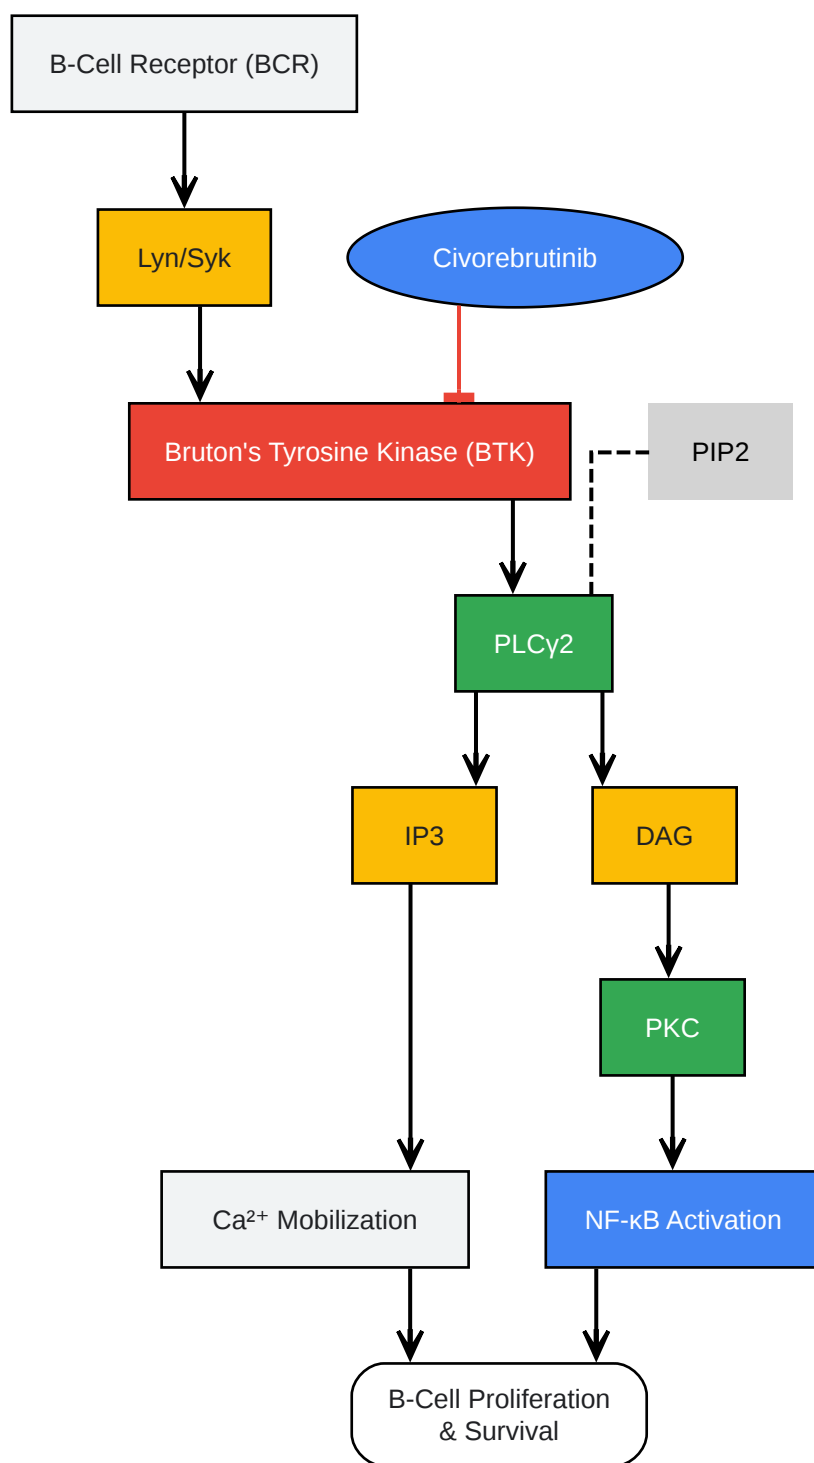 B-Cell Receptor (BCR)
Lyn/Syk
Civorebrutinib
Bruton's Tyrosine Kinase (BTK)
PIP2
PLCγ2
IP3
DAG
PKC
Ca²⁺ Mobilization
NF-κB Activation
B-Cell Proliferation
& Survival